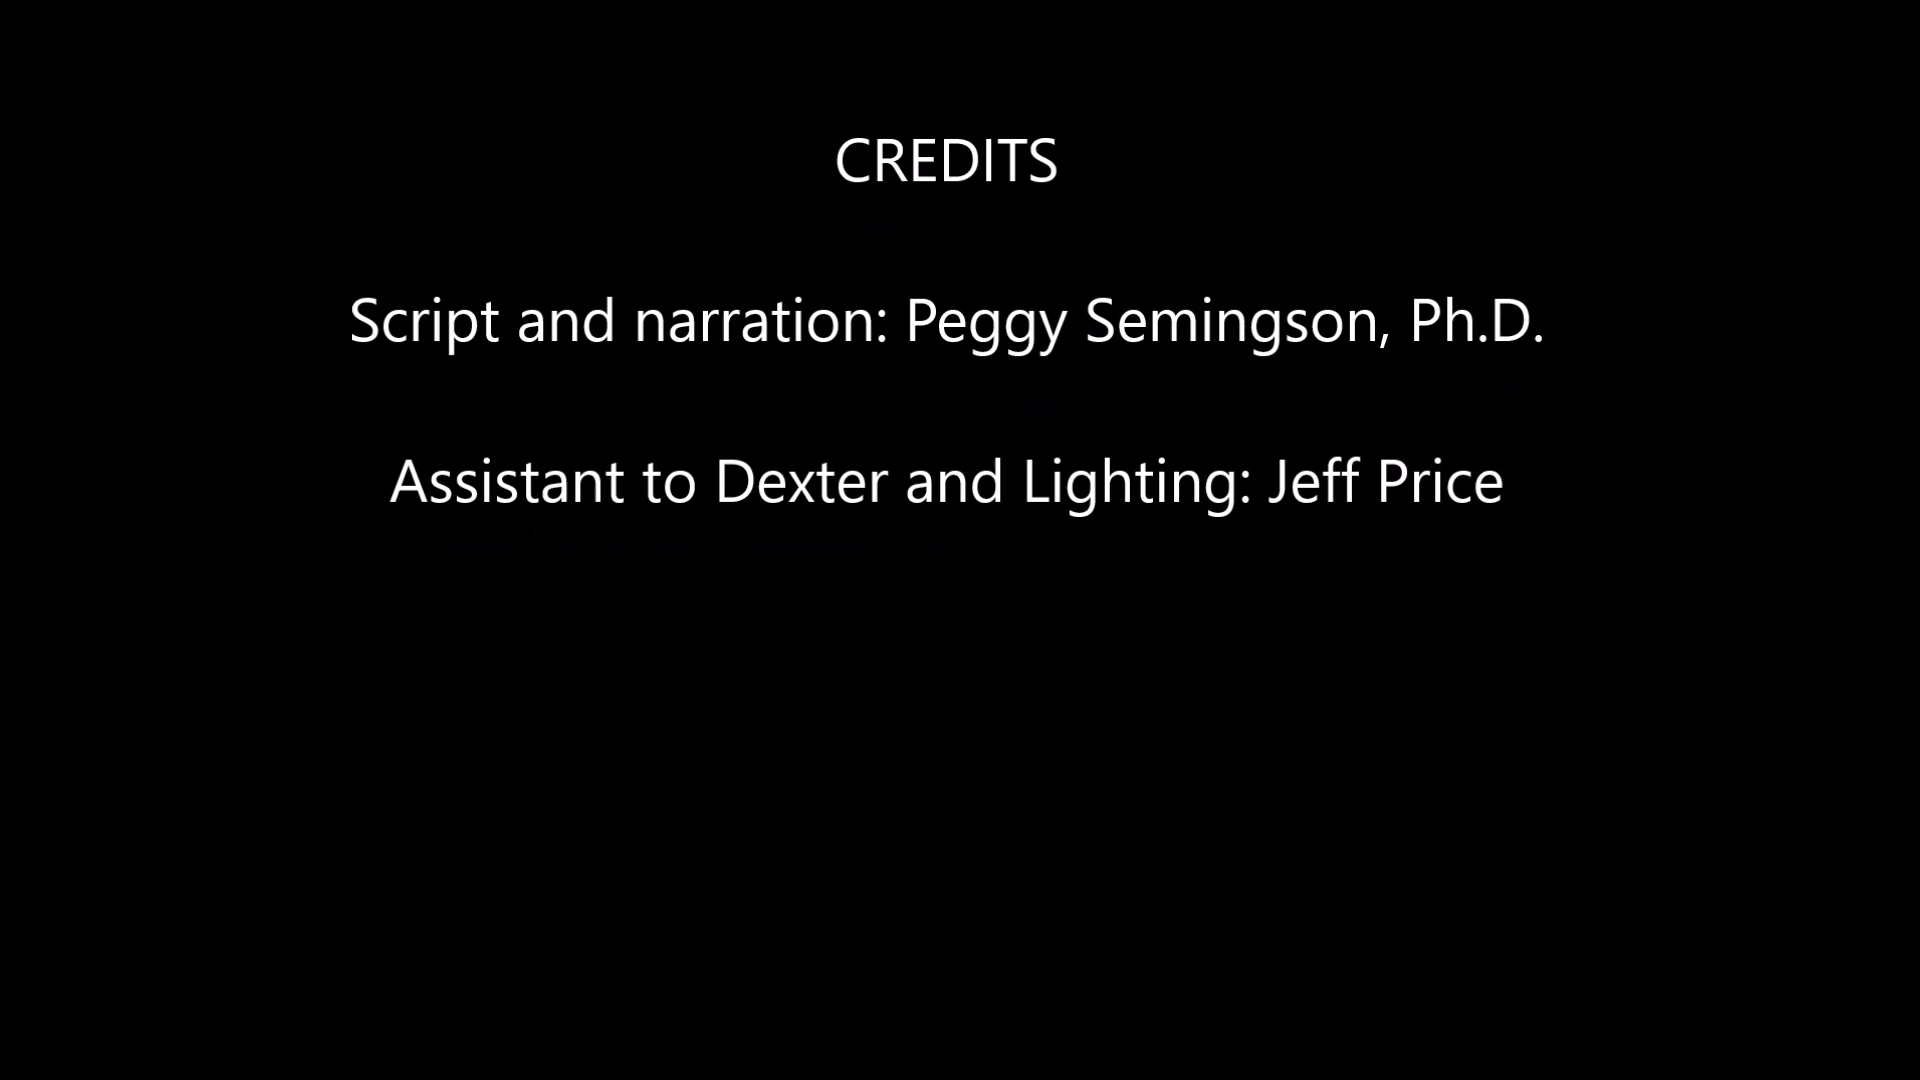 CREDITS
Script and narration: Peggy Semingson, Ph.D.
Assistant to Dexter and Lighting: Jeff Price